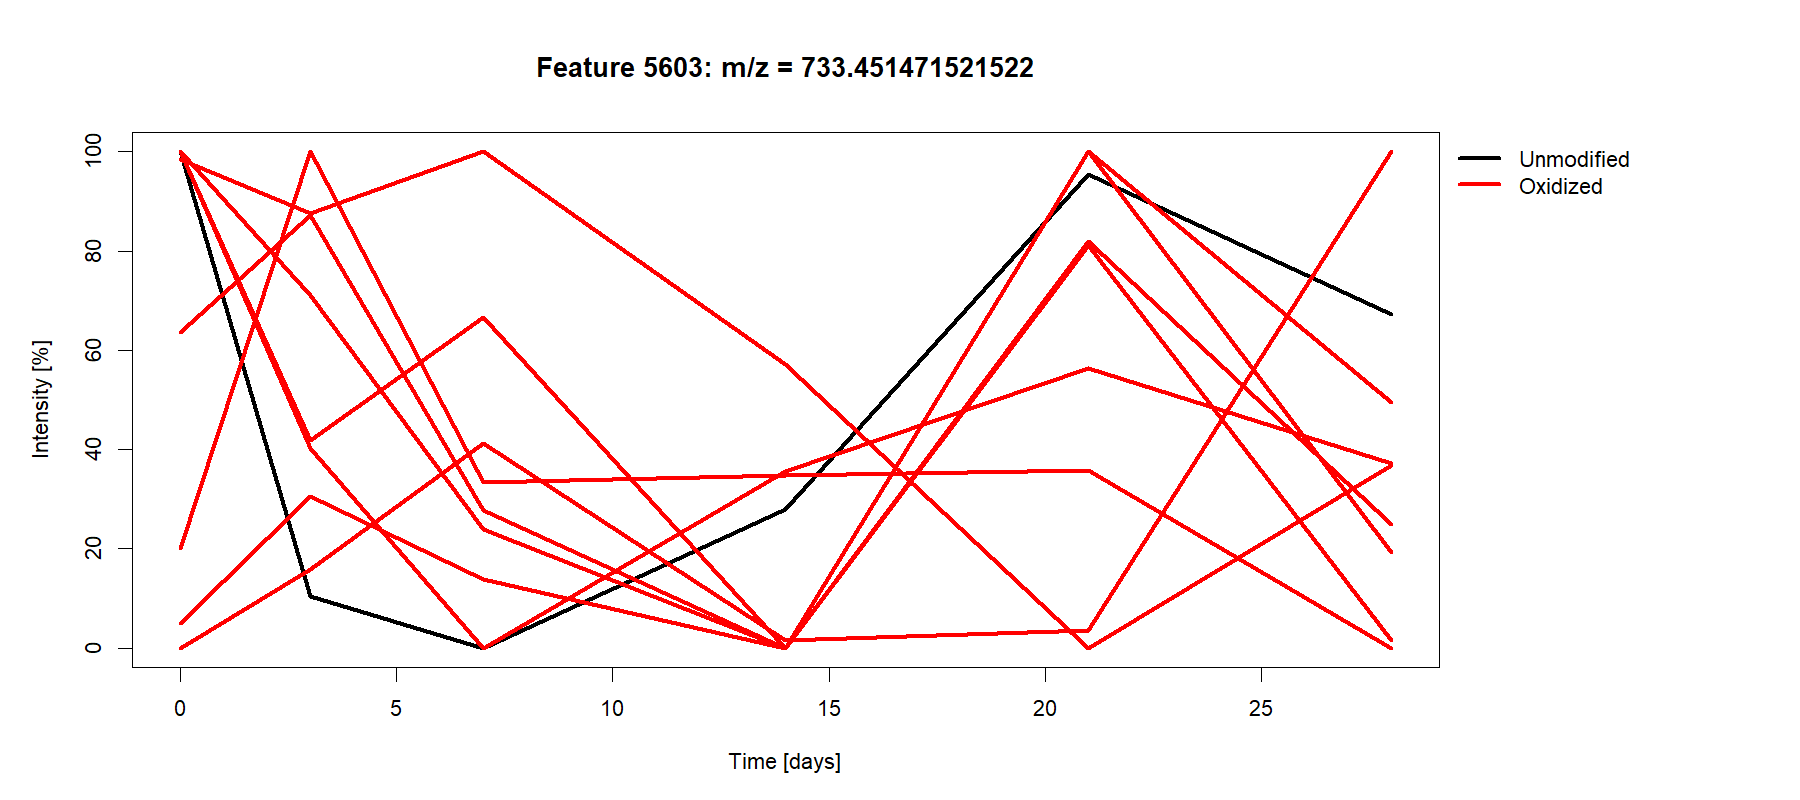 Feature 5603: m/z = 733.451471521522
Unmodified
Oxidized
Intensity [%]
100
80
60
40
20
0
0 5 10 15 20 25
Time [days]